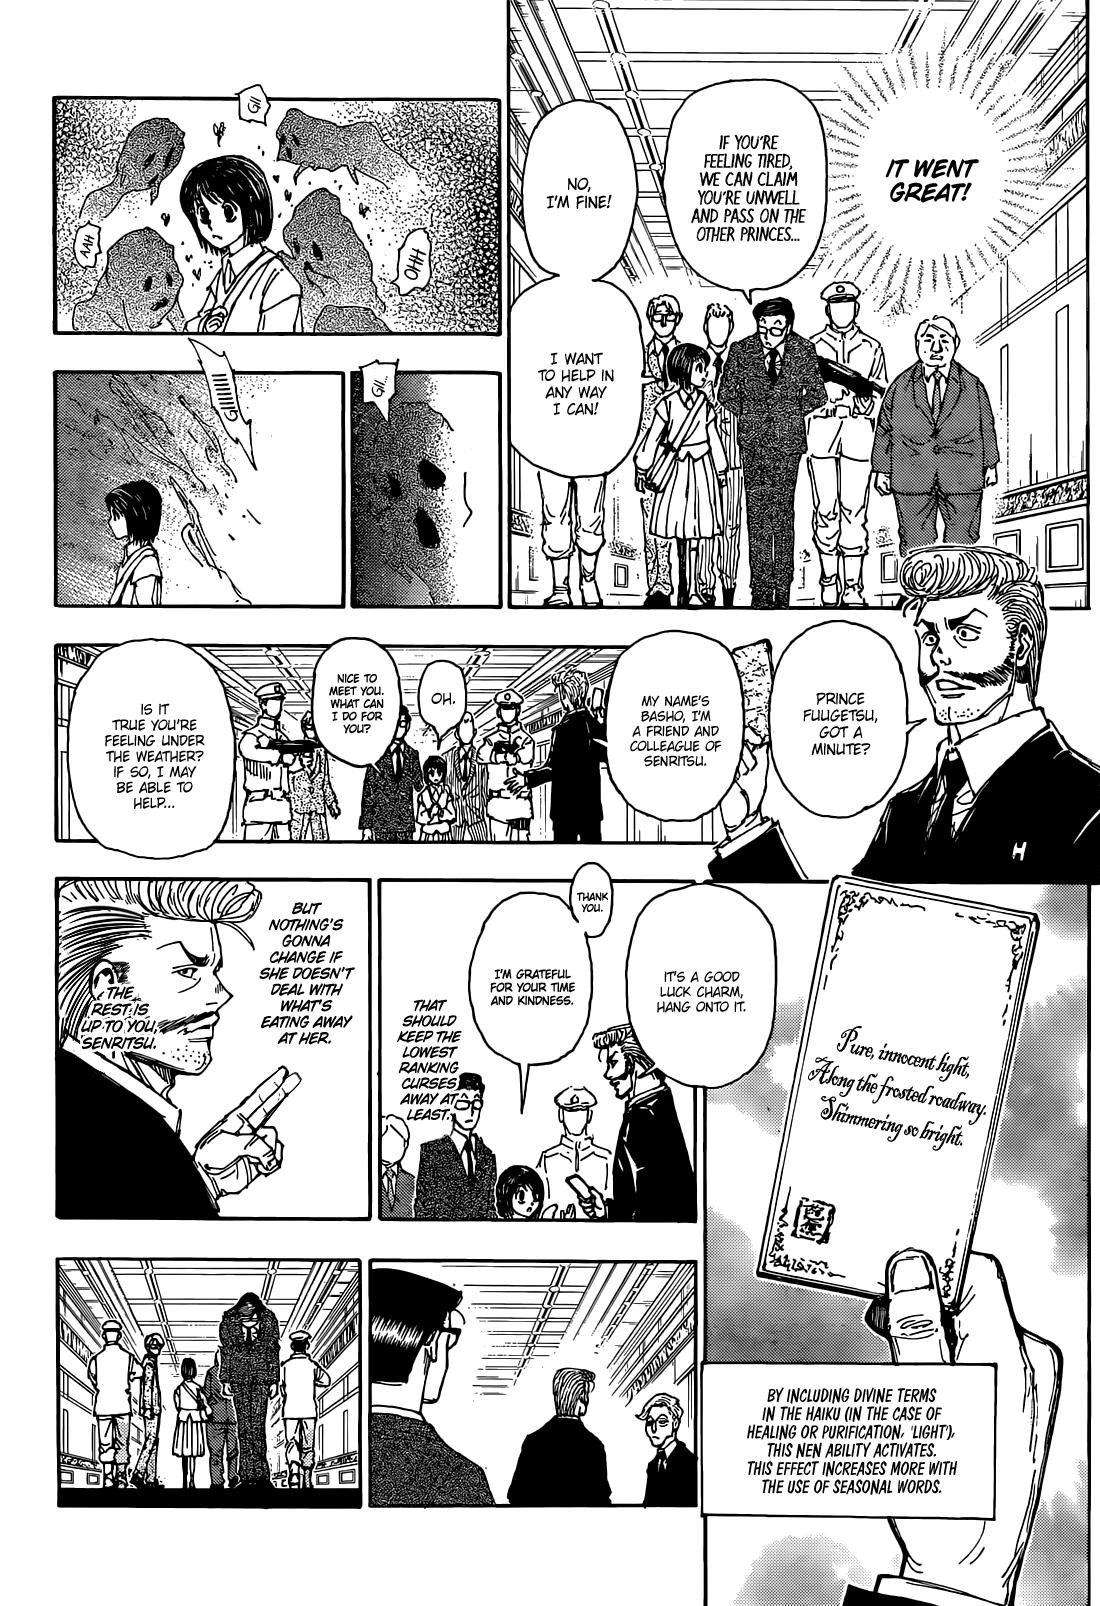 IT WENT
GREAT!
IF YOU'RE
FEELING TIRED,
WE CAN CLAIM
YOU'RE UNWELL
AND PASS ON THE
OTHER PRINCES...
NO,
I'M FINE!
I WANT
TO HELP IN
ANY WAY
I CAN!
GII
AAH
OHH
GII...
PRINCE
FUUGETSU,
GOT A
MINUTE?
MY NAME'S
BASHO, I'M
A FRIEND AND
COLLEAGUE OF
SENRITSU.
OH.
NICE TO
MEET YOU.
WHAT CAN
I DO FOR
YOU?
IS IT
TRUE YOU'RE
FEELING UNDER
THE WEATHER?
IF SO, I MAY
BE ABLE TO
HELP...
H
Pure, innocent light,
Along the frosted roadway.
Shimmering so bright.
BY INCLUDING DIVINE TERMS
IN THE HAIKU (IN THE CASE OF
HEALING OR PURIFICATION, 'LIGHT'),
THIS NEN ABILITY ACTIVATES.
THIS EFFECT INCREASES MORE WITH
THE USE OF SEASONAL WORDS.
IT'S A GOOD
LUCK CHARM,
HANG ONTO IT.
THANK
YOU.
I'M GRATEFUL
FOR YOUR TIME
AND KINDNESS.
THAT
SHOULD
KEEP THE
LOWEST
RANKING
CURSES
AWAY AT
LEAST.
BUT
NOTHING'S
GONNA
CHANGE IF
SHE DOESN'T
DEAL WITH
WHAT'S
EATING AWAY
AT HER.
THE
REST IS
UP TO YOU,
SENRITSU.